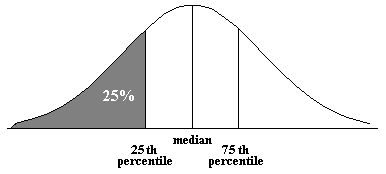 25%
median
25 th
percentile
75 th
percentile